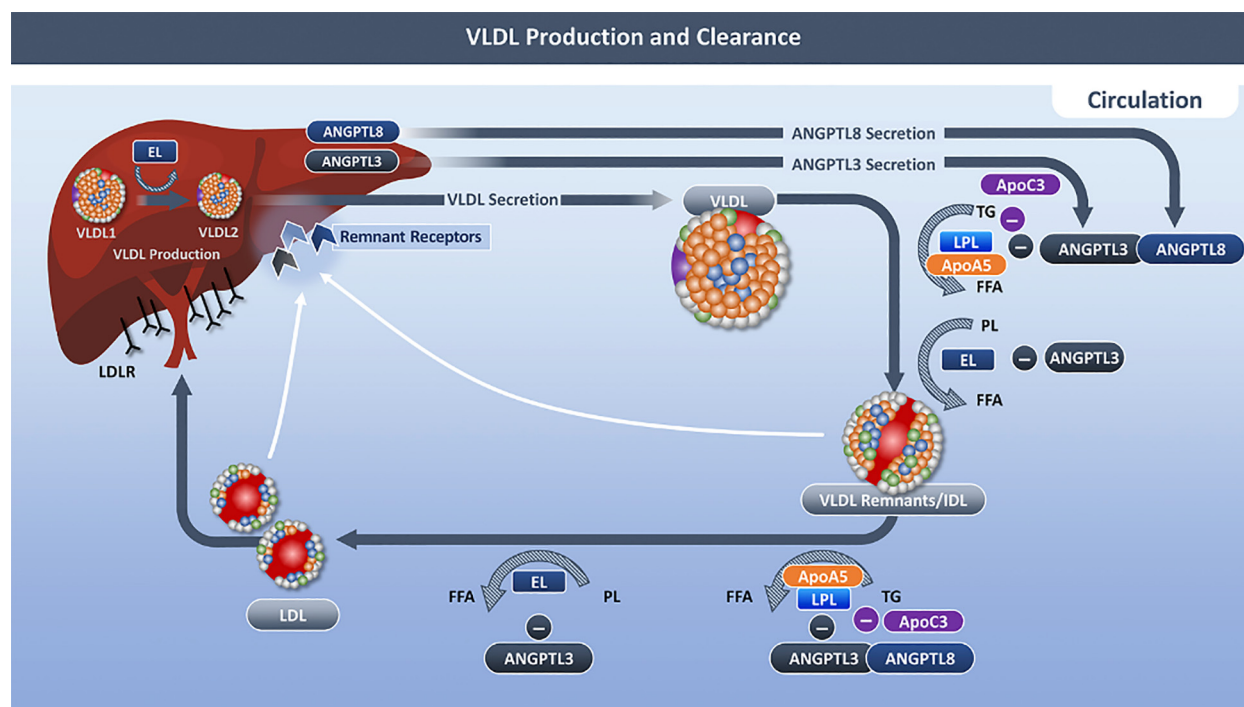 VLDL Production and Clearance
Circulation
ANGPTL8
ANGPTL8 Secretion
EL
ANGPTL3
ANGPTL3 Secretion
ApoC3
VLDL Secretion
VLDL
TG
−
VLDL1
VLDL2
Remnant Receptors
LPL
−
ANGPTL3
ANGPTL8
VLDL Production
ApoA5
FFA
PL
LDLR
EL
−
ANGPTL3
FFA
VLDL Remnants/IDL
ApoA5
FFA
EL
PL
FFA
LPL
TG
LDL
−
−
−
ApoC3
ANGPTL3
ANGPTL3
ANGPTL8